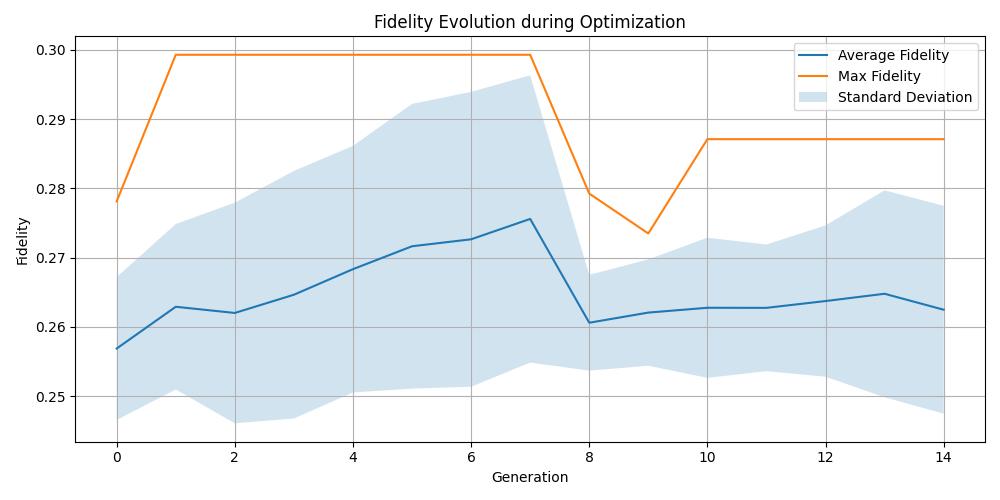 Fidelity Evolution during Optimization
0.30
0.29
0.28
0.27
0.26
0.25
Fidelity
Average Fidelity
Max Fidelity
Standard Deviation
0 2 4 6 8 10 12 14
Generation